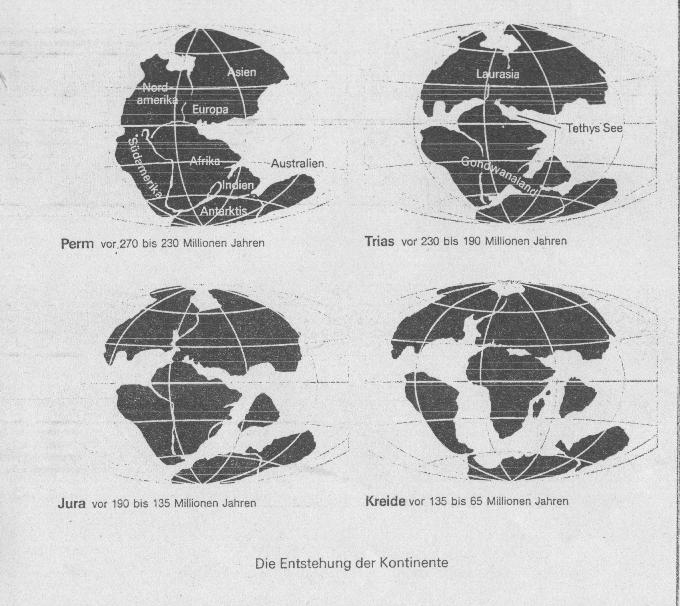 Asien
Nord-
amerika
Europa
Südamerika
Afrika
Australien
Indien
Antarktis
Perm vor 270 bis 230 Millionen Jahren
Laurasia
Tethys See
Gondwanaland
Trias vor 230 bis 190 Millionen Jahren
Jura vor 190 bis 135 Millionen Jahren
Kreide vor 135 bis 65 Millionen Jahren
Die Entstehung der Kontinente